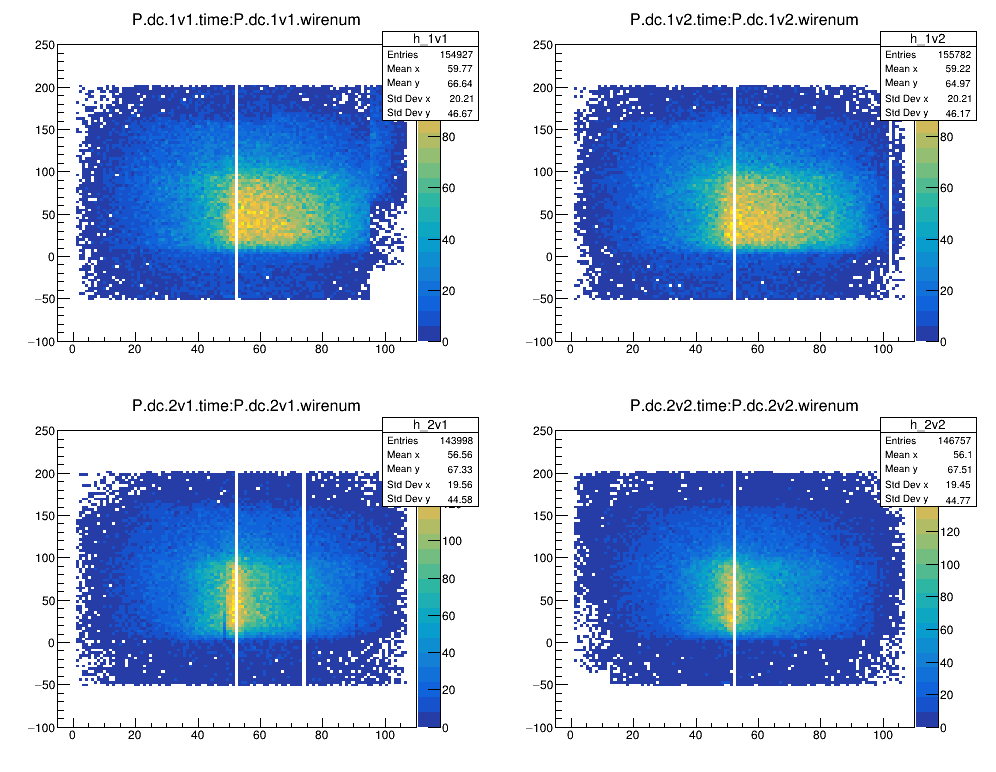 P.dc.1v1.time:P.dc.1v1.wirenum
h_1v1
Entries 154927
Mean x 59.77
Mean y 66.64
Std Dev x 20.21
Std Dev y 46.67
250
200
150
100
50
0
−50
−100
0 20 40 60 80 100
80
60
40
20
0
P.dc.1v2.time:P.dc.1v2.wirenum
h_1v2
Entries 155782
Mean x 59.22
Mean y 64.97
Std Dev x 20.21
Std Dev y 46.17
250
200
150
100
50
0
−50
−100
0 20 40 60 80 100
80
60
40
20
0
P.dc.2v1.time:P.dc.2v1.wirenum
h_2v1
Entries 143998
Mean x 56.56
Mean y 67.33
Std Dev x 19.56
Std Dev y 44.58
250
200
150
100
50
0
−50
−100
0 20 40 60 80 100
120
100
80
60
40
20
0
P.dc.2v2.time:P.dc.2v2.wirenum
h_2v2
Entries 146757
Mean x 56.1
Mean y 67.51
Std Dev x 19.45
Std Dev y 44.77
250
200
150
100
50
0
−50
−100
0 20 40 60 80 100
120
100
80
60
40
20
0